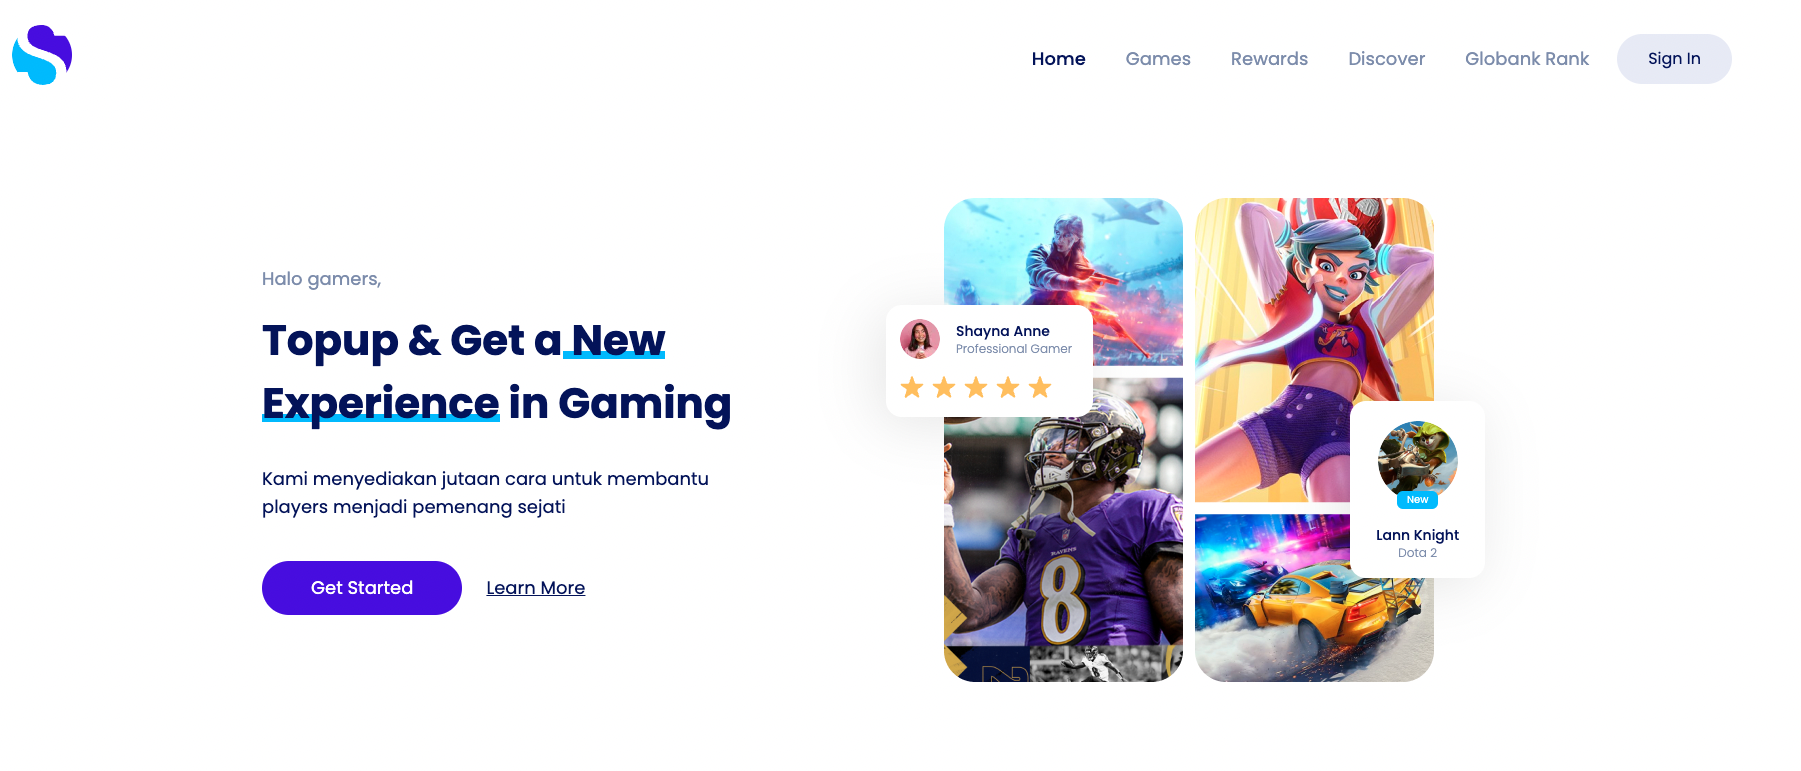 Home Games Rewards Discover Globank Rank Sign In
Halo gamers,
Topup & Get a New
Experience in Gaming
Kami menyediakan jutaan cara untuk membantu
players menjadi pemenang sejati
Get Started Learn More
Shayna Anne
Professional Gamer
RAVENS
8
New
Lann Knight
Dota 2